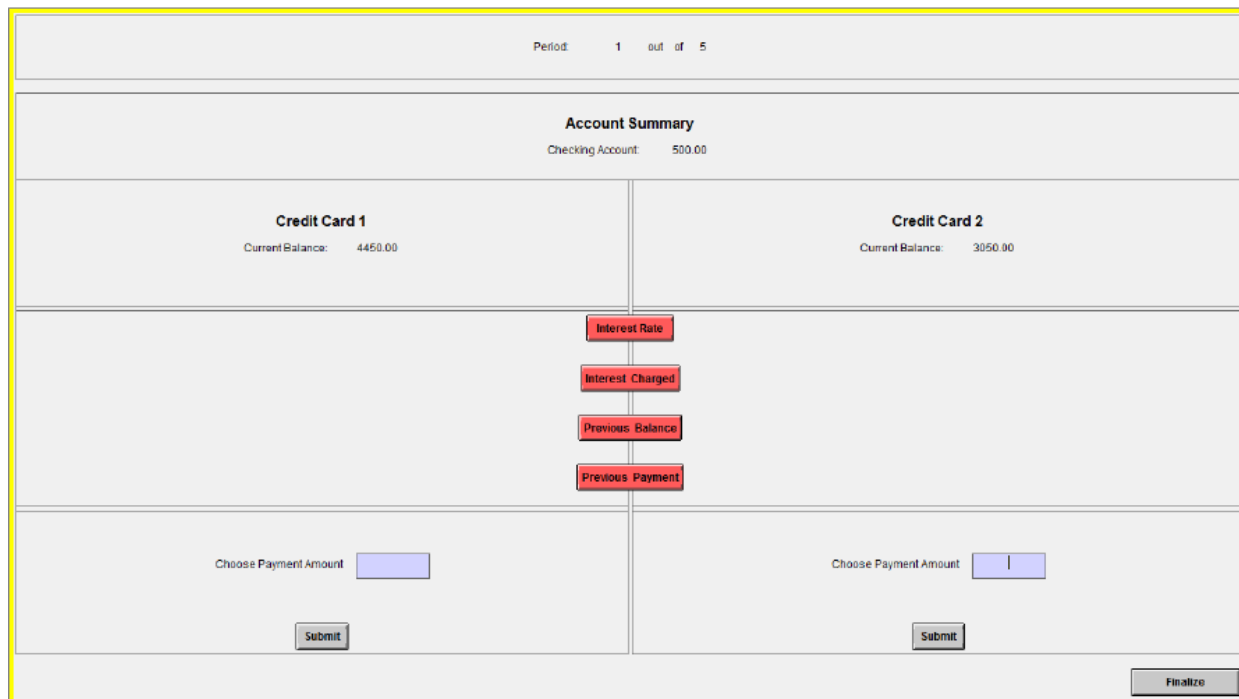 Period: 1 out of 5
Account Summary
Checking Account: 500.00
Credit Card 1
Current Balance: 4450.00
Credit Card 2
Current Balance: 3050.00
Interest Rate
Interest Charged
Previous Balance
Previous Payment
Choose Payment Amount
Submit
Choose Payment Amount
Submit
Finalize